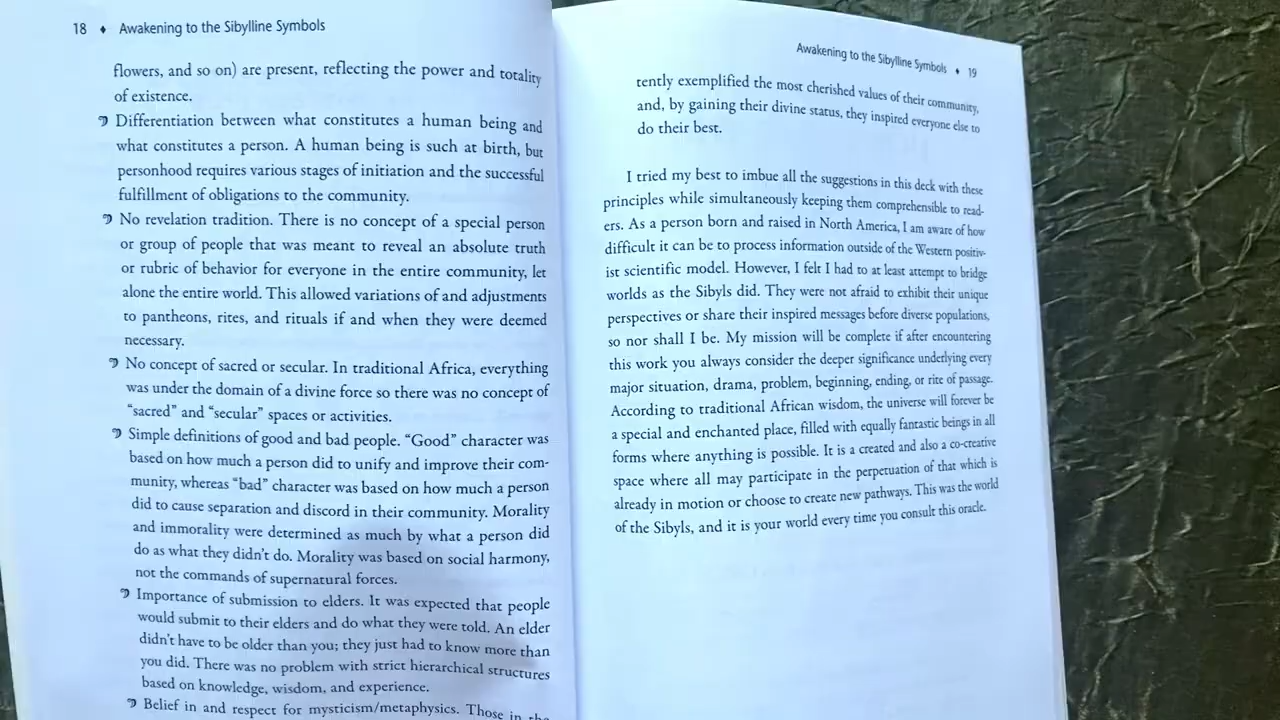 18 ♦ Awakening to the Sibylline Symbols
flowers, and so on) are present, reflecting the power and totality
of existence.
Differentiation between what constitutes a human being and
what constitutes a person. A human being is such at birth, but
personhood requires various stages of initiation and the successful
fulfillment of obligations to the community.
No revelation tradition. There is no concept of a special person
or group of people that was meant to reveal an absolute truth
or rubric of behavior for everyone in the entire community, let
alone the entire world. This allowed variations of and adjustments
to pantheons, rites, and rituals if and when they were deemed
necessary.
No concept of sacred or secular. In traditional Africa, everything
was under the domain of a divine force so there was no concept of
“sacred” and “secular” spaces or activities.
Simple definitions of good and bad people. “Good” character was
based on how much a person did to unify and improve their com-
munity, whereas “bad” character was based on how much a person
did to cause separation and discord in their community. Morality
and immorality were determined as much by what a person did
do as what they didn’t do. Morality was based on social harmony,
not the commands of supernatural forces.
Importance of submission to elders. It was expected that people
would submit to their elders and do what they were told. An elder
didn’t have to be older than you; they just had to know more than
you did. There was no problem with strict hierarchical structures
based on knowledge, wisdom, and experience.
Belief in and respect for mysticism/metaphysics. Those in the
Awakening to the Sibylline Symbols ♦ 19
tently exemplified the most cherished values of their community,
and, by gaining their divine status, they inspired everyone else to
do their best.
I tried my best to imbue all the suggestions in this deck with these
principles while simultaneously keeping them comprehensible to read-
ers. As a person born and raised in North America, I am aware of how
difficult it can be to process information outside of the Western positiv-
ist scientific model. However, I felt I had to at least attempt to bridge
worlds as the Sibyls did. They were not afraid to exhibit their unique
perspectives or share their inspired messages before diverse populations,
so nor shall I be. My mission will be complete if after encountering
this work you always consider the deeper significance underlying every
major situation, drama, problem, beginning, ending, or rite of passage.
According to traditional African wisdom, the universe will forever be
a special and enchanted place, filled with equally fantastic beings in all
forms where anything is possible. It is a created and also a co-creative
space where all may participate in the perpetuation of that which is
already in motion or choose to create new pathways. This was the world
of the Sibyls, and it is your world every time you consult this oracle.